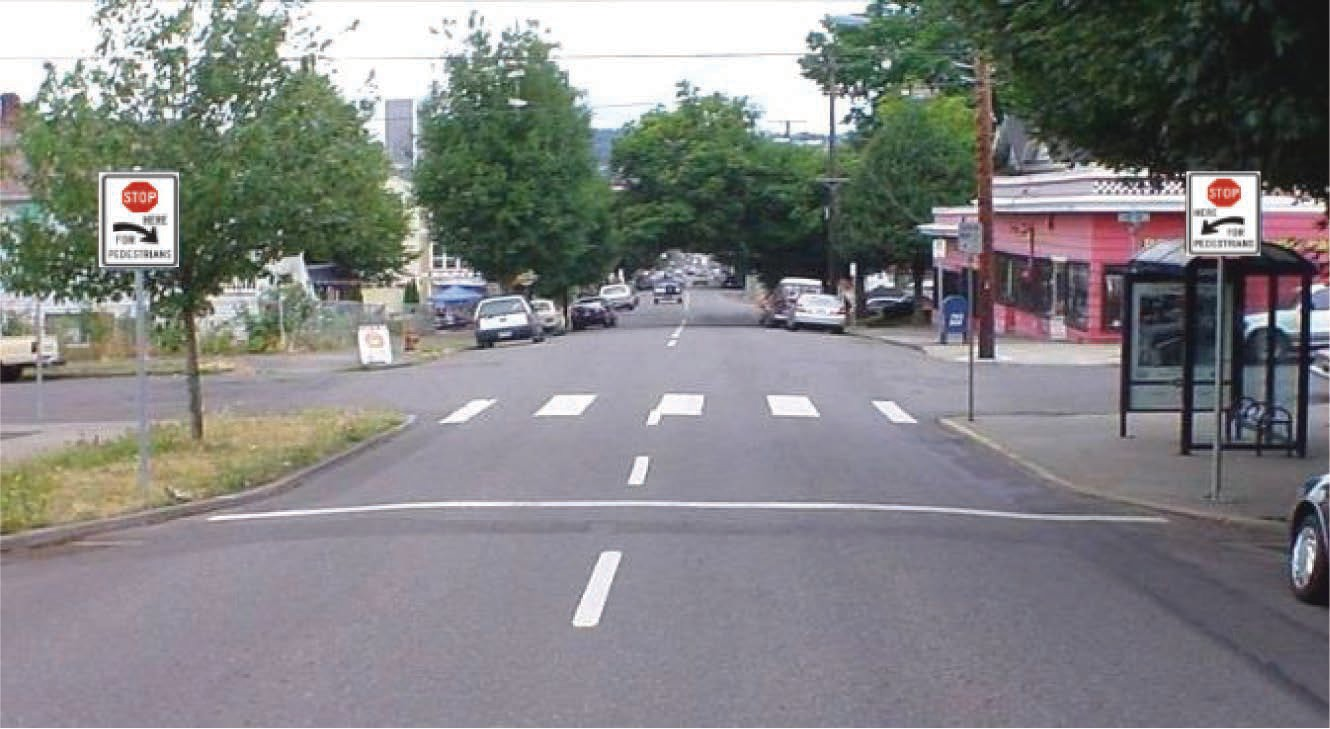 STOP
HERE
FOR
PEDESTRIANS
STOP
HERE
FOR
PEDESTRIANS